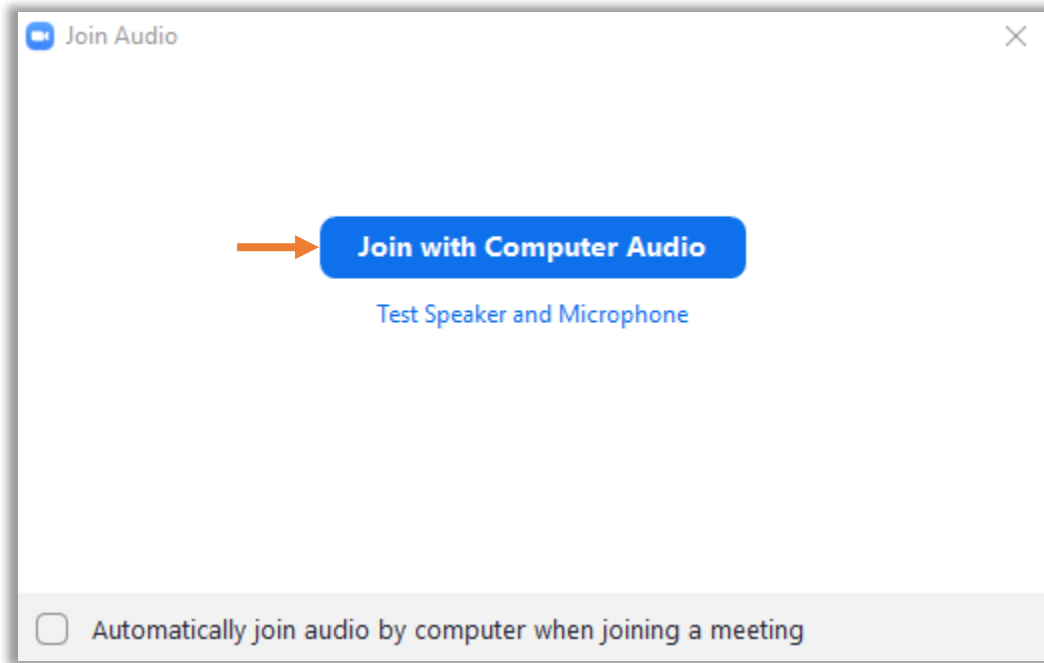 Join Audio
Join with Computer Audio
Test Speaker and Microphone
Automatically join audio by computer when joining a meeting